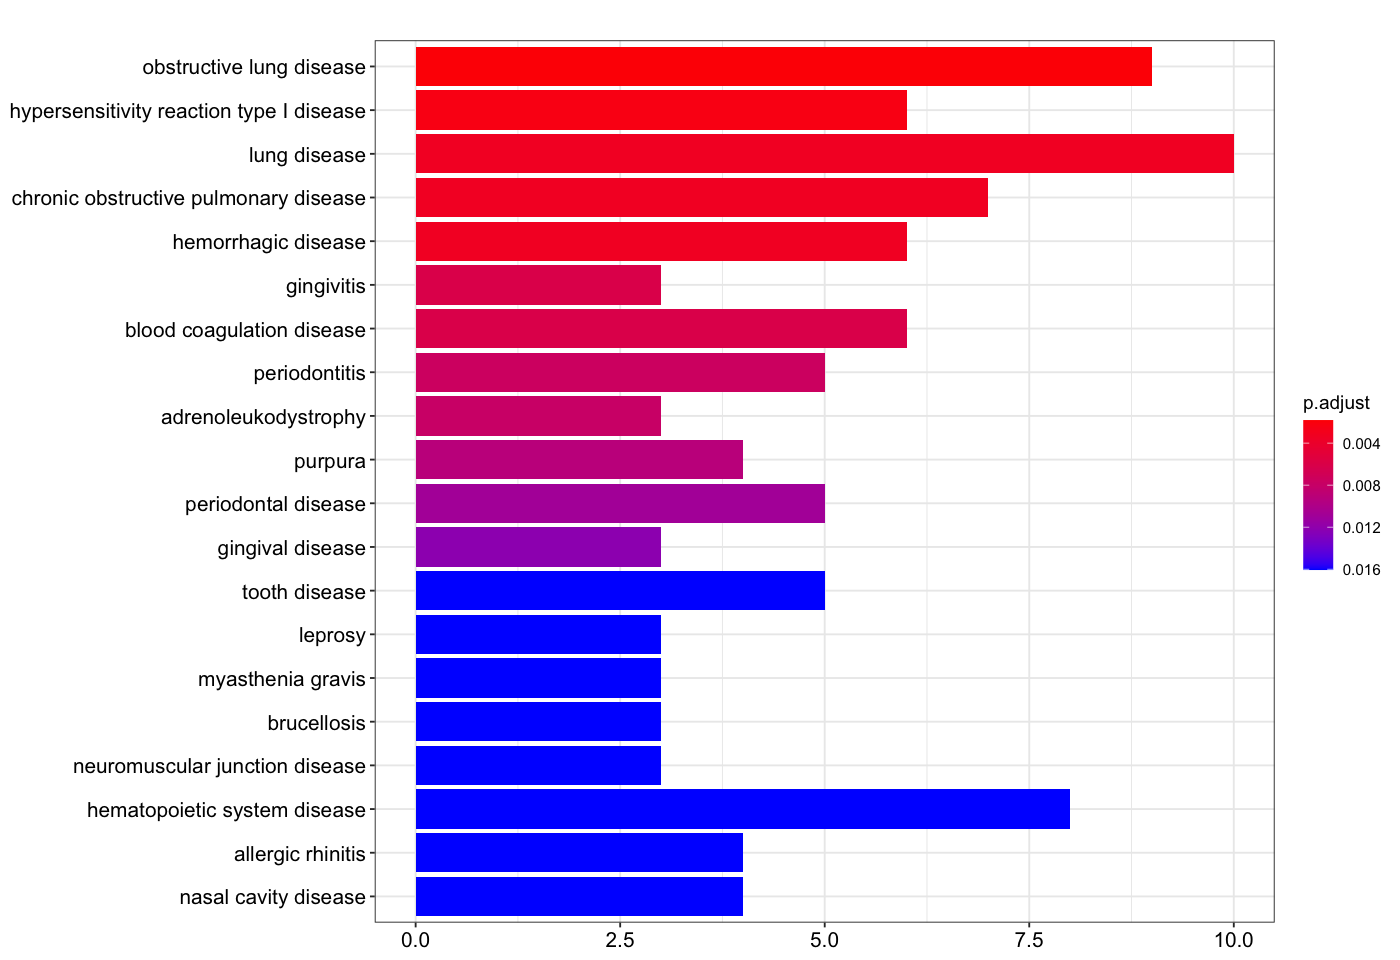 obstructive lung disease
hypersensitivity reaction type I disease
lung disease
chronic obstructive pulmonary disease
hemorrhagic disease
gingivitis
blood coagulation disease
periodontitis
adrenoleukodystrophy
purpura
periodontal disease
gingival disease
tooth disease
leprosy
myasthenia gravis
brucellosis
neuromuscular junction disease
hematopoietic system disease
allergic rhinitis
nasal cavity disease
0.0 2.5 5.0 7.5 10.0
p.adjust
0.004
0.008
0.012
0.016